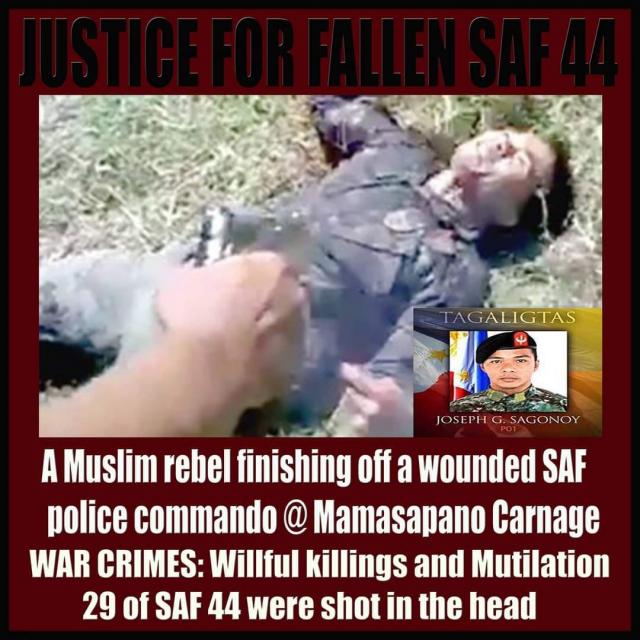 JUSTICE FOR FALLEN SAF 44
TAGALIGTAS
JOSEPH G. SAGONOY
PO1
A Muslim rebel finishing off a wounded SAF
police commando @ Mamasapano Carnage
WAR CRIMES: Willful killings and Mutilation
29 of SAF 44 were shot in the head